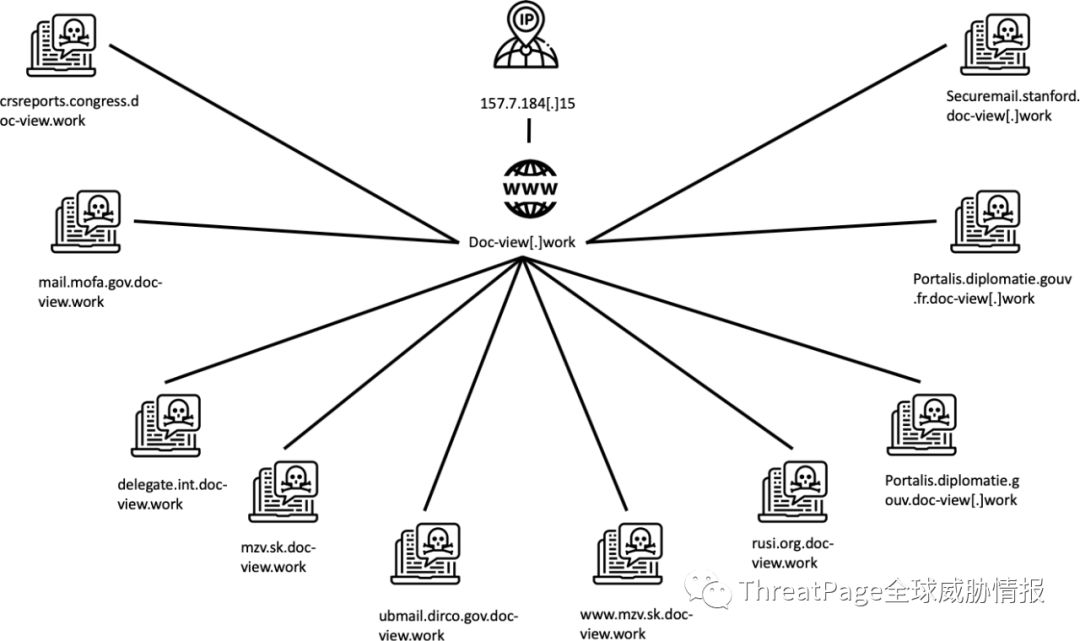 IP
157.7.184[.]15
www
Doc-view[.]work
crsreports.congress.d
oc-view.work
Securemail.stanford.
doc-view[.]work
mail.mofa.gov.doc-
view.work
Portalis.diplomatie.gouv
.fr.doc-view[.]work
delegate.int.doc-
view.work
mzv.sk.doc-
view.work
ubmail.dirco.gov.doc-
view.work
www.mzv.sk.doc-
view.work
rusi.org.doc-
view.work
Portalis.diplomatie.g
ouv.doc-view[.]work
ThreatPage全球威胁情报